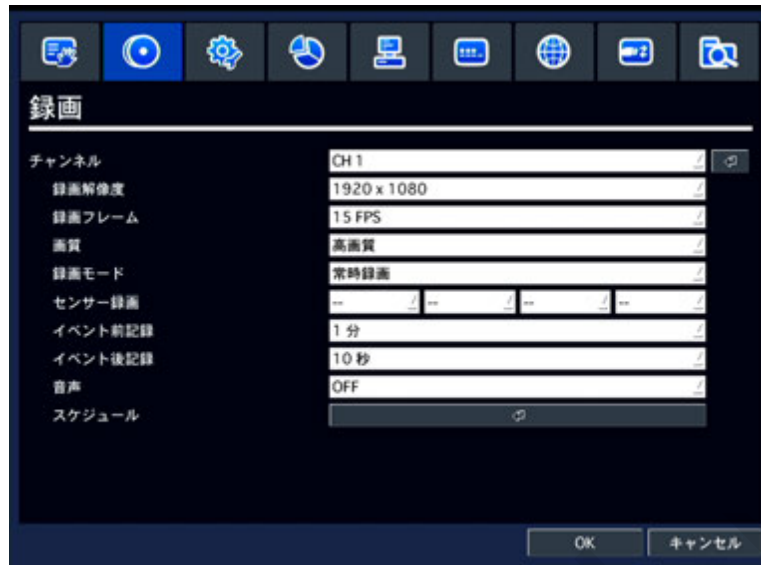 録画
チャンネル CH 1
録画解像度 1920 x 1080
録画フレーム 15 FPS
画質 高画質
録画モード 常時録画
センサー録画 -- -- -- --
イベント前記録 1 分
イベント後記録 10 秒
音声 OFF
スケジュール
OK キャンセル